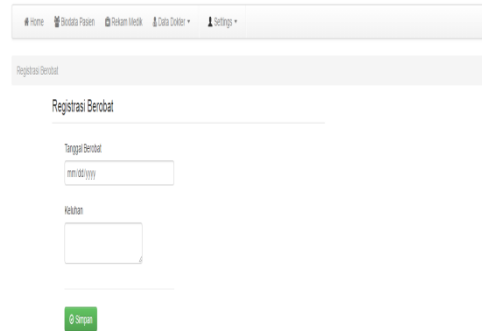 Home Biodata Pasien Rekam Medik Data Dokter Settings
Registrasi Berobat
Registrasi Berobat
Tanggal Berobat
mm/dd/yyyy
Keluhan
Simpan